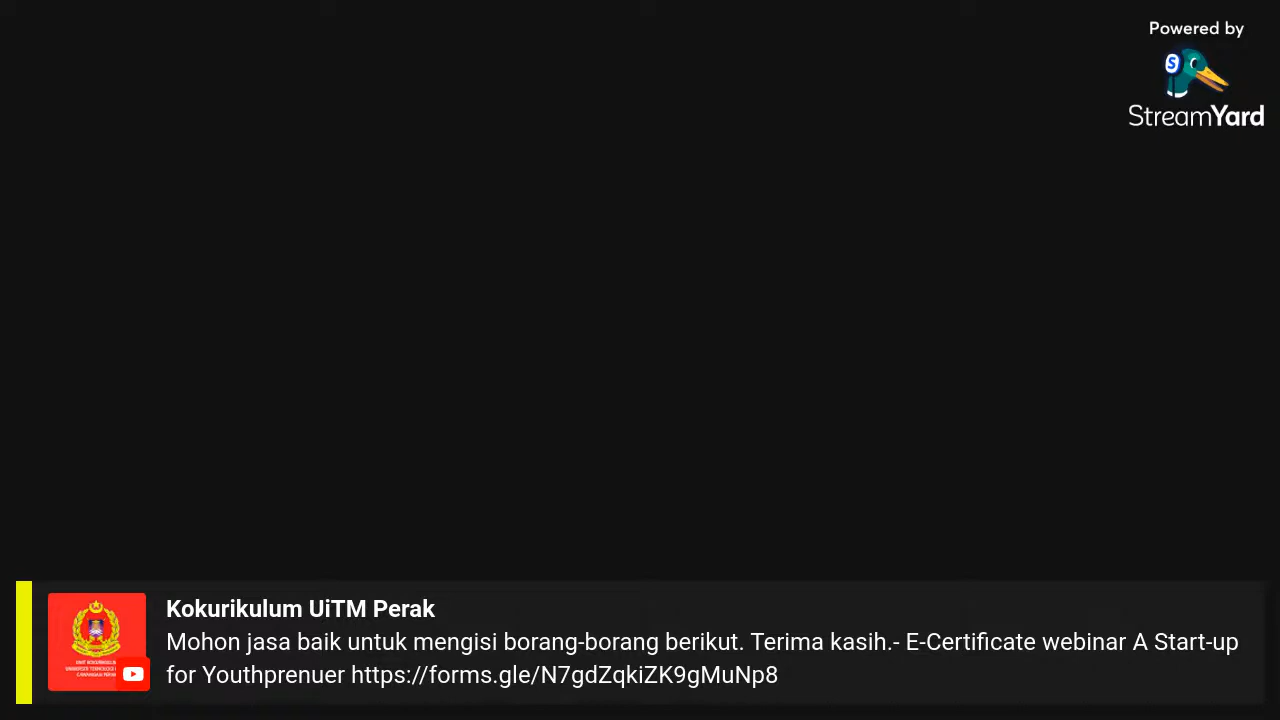 Powered by
S
StreamYard
Kokurikulum UiTM Perak
Mohon jasa baik untuk mengisi borang-borang berikut. Terima kasih.- E-Certificate webinar A Start-up
for Youthprenuer https://forms.gle/N7gdZqkiZK9gMuNp8